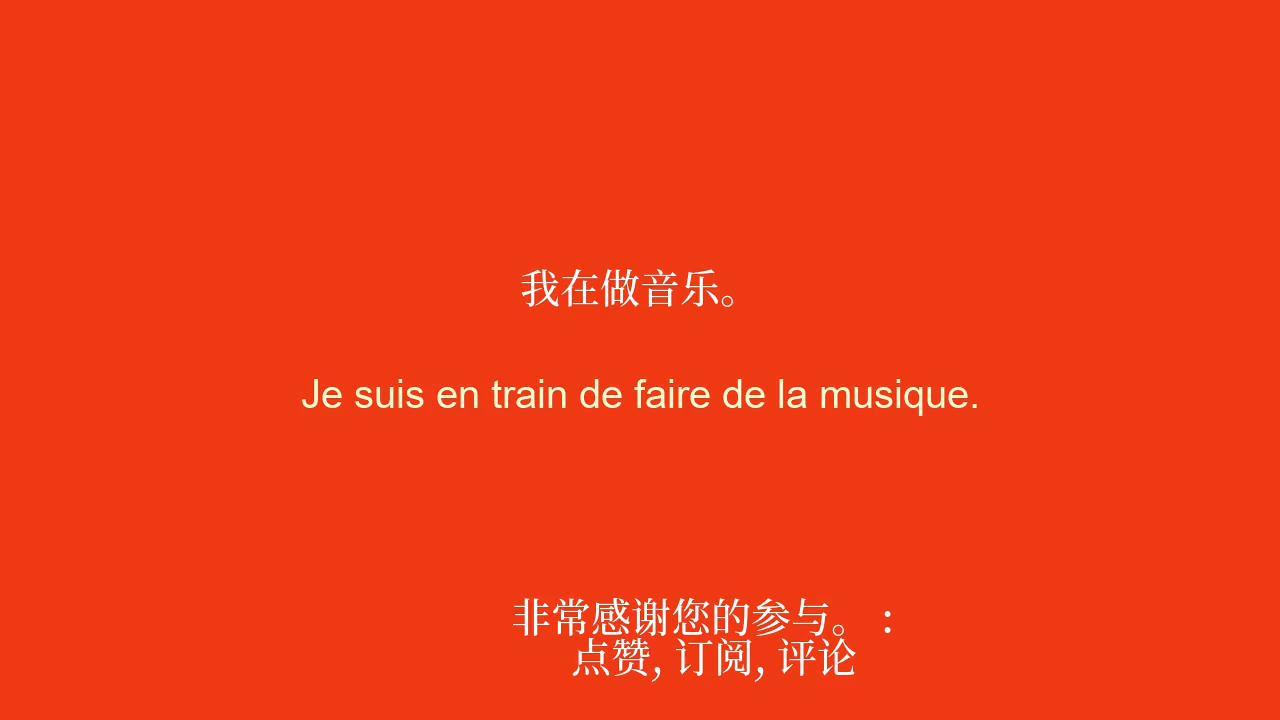 我在做音乐。
Je suis en train de faire de la musique.
非常感谢您的参与。 :
点赞, 订阅, 评论